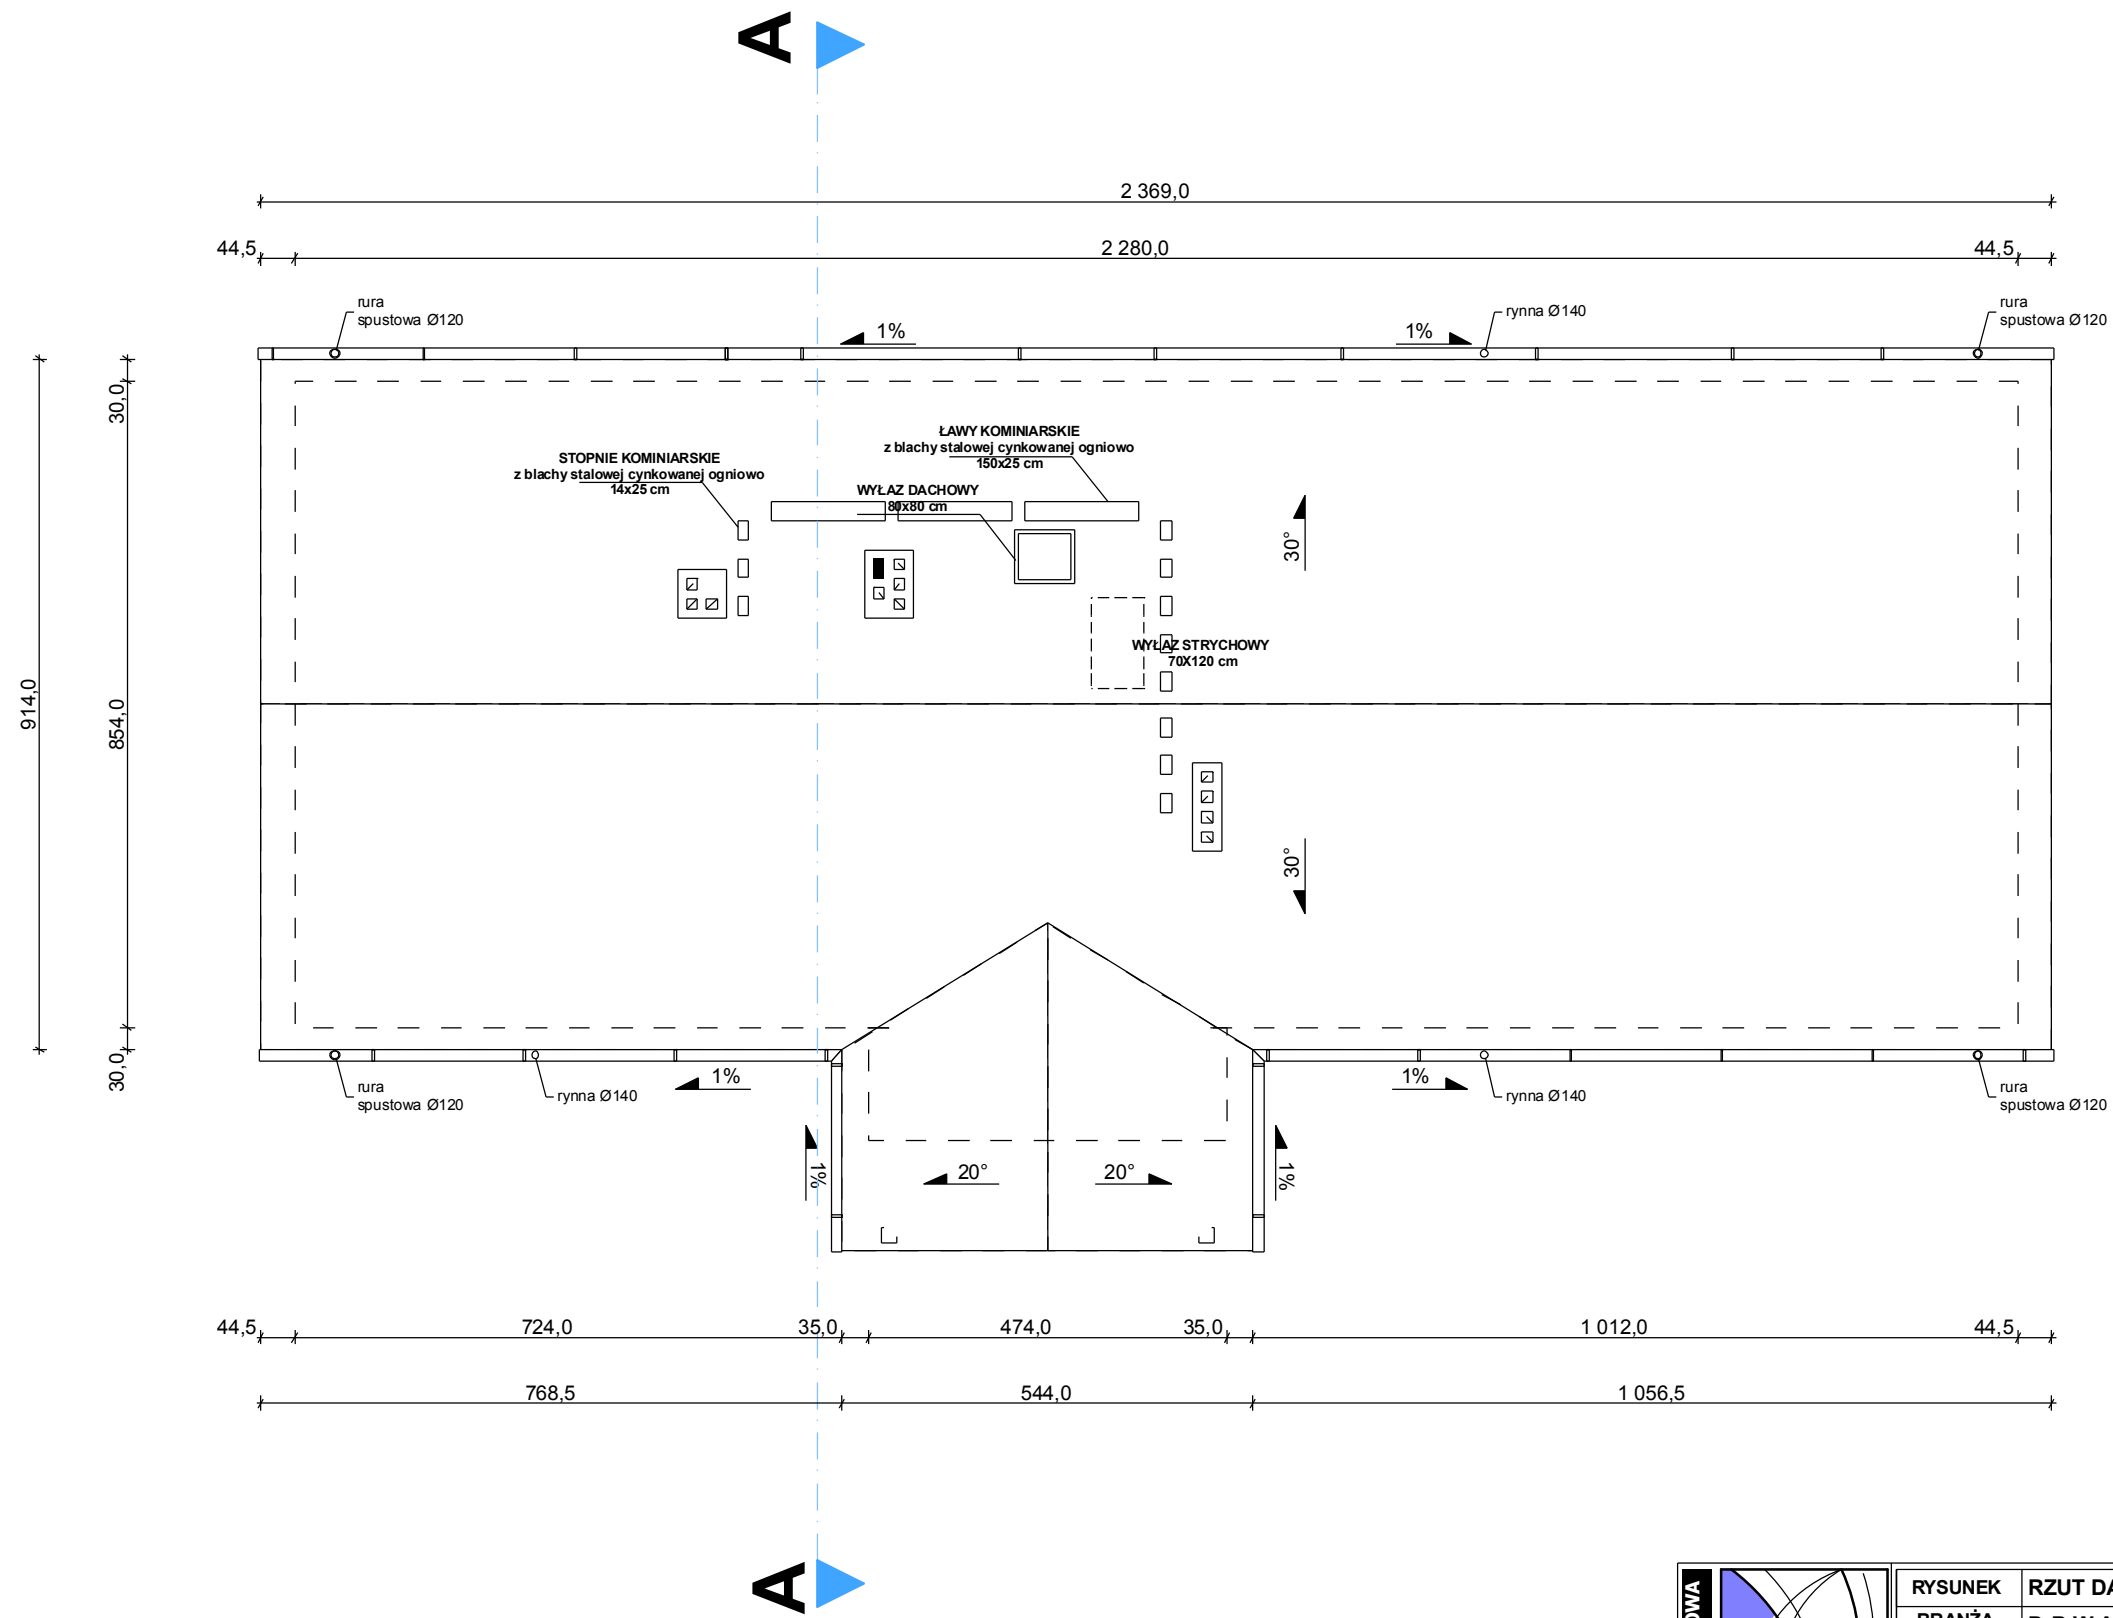 A
2 369,0
44,5
2 280,0
44,5
rura
spustowa Ø120
1%
1%
rynna Ø140
rura
spustowa Ø120
30,0
914,0
854,0
30,0
STOPNIE KOMINIARSKIE
z blachy stalowej cynkowanej ogniowo
14x25 cm
ŁAWY KOMINIARSKIE
z blachy stalowej cynkowanej ogniowo
150x25 cm
WYŁAZ DACHOWY
80x80 cm
30°
WYŁAZ STRYCHOWY
70X120 cm
30°
rura
spustowa Ø120
rynna Ø140
1%
1%
rynna Ø140
rura
spustowa Ø120
1%
20°
20°
1%
44,5
724,0
35,0
474,0
35,0
1 012,0
44,5
768,5
544,0
1 056,5
A
RYSUNEK
RZUT DA